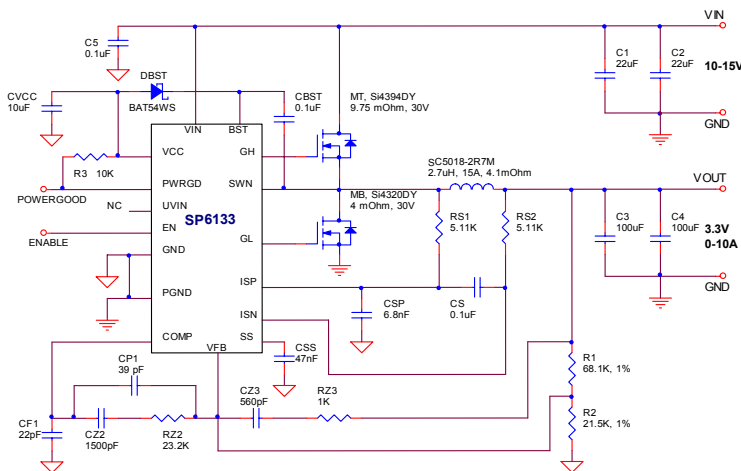 VIN
C5
0.1uF
C1
22uF
C2
22uF
10-15V
DBST
CVCC
10uF
BAT54WS
CBST
0.1uF
MT, Si4394DY
9.75 mOhm, 30V
GND
VIN
BST
VCC
GH
R3 10K
SC5018-2R7M
2.7uH, 15A, 4.1mOhm
VOUT
PWRGD
SWN
POWERGOOD
MB, Si4320DY
4 mOhm, 30V
NC
UVIN
SP6133
RS1
5.11K
RS2
5.11K
C3
100uF
C4
100uF
3.3V
0-10A
ENABLE
EN
GL
GND
GND
ISP
PGND
CSP
6.8nF
CS
0.1uF
ISN
COMP
SS
VFB
CSS
47nF
CP1
39 pF
R1
68.1K, 1%
CZ3
560pF
RZ3
1K
CF1
22pF
CZ2
1500pF
RZ2
23.2K
R2
21.5K, 1%